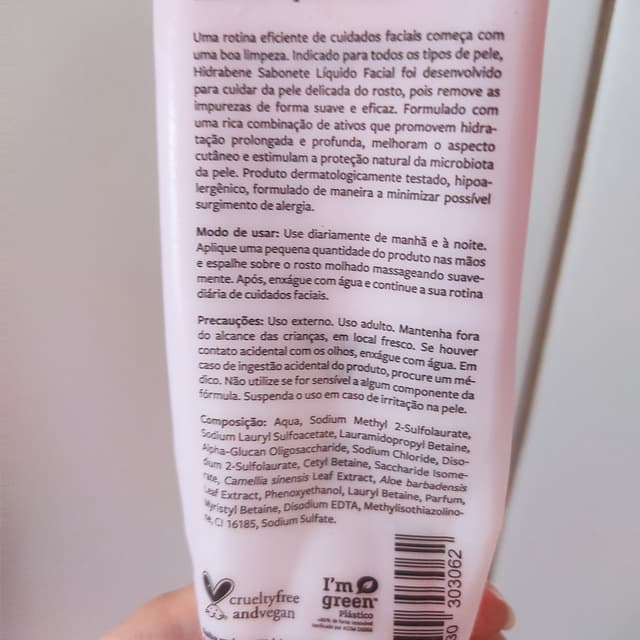 Uma rotina eficiente de cuidados faciais começa com
uma boa limpeza. Indicado para todos os tipos de pele,
Hidrabene Sabonete Líquido Facial foi desenvolvido
para cuidar da pele delicada do rosto, pois remove as
impurezas de forma suave e eficaz. Formulado com
uma rica combinação de ativos que promovem hidra-
tação prolongada e profunda, melhoram o aspecto
cutâneo e estimulam a proteção natural da microbiota
da pele. Produto dermatologicamente testado, hipoa-
lergênico, formulado de maneira a minimizar possível
surgimento de alergia.
Modo de usar: Use diariamente de manhã e à noite.
Aplique uma pequena quantidade do produto nas mãos
e espalhe sobre o rosto molhado massageando suave-
mente. Após, enxágue com água e continue a sua rotina
diária de cuidados faciais.
Precauções: Uso externo. Uso adulto. Mantenha fora
do alcance das crianças, em local fresco. Se houver
contato acidental com os olhos, enxágue com água. Em
caso de ingestão acidental do produto, procure um mé-
dico. Não utilize se for sensível a algum componente da
fórmula. Suspenda o uso em caso de irritação na pele.
Composição: Aqua, Sodium Methyl 2-Sulfolaurate,
Sodium Lauryl Sulfoacetate, Lauramidopropyl Betaine,
Alpha-Glucan Oligosaccharide, Sodium Chloride, Diso-
dium 2-Sulfolaurate, Cetyl Betaine, Saccharide Isome-
rate, Camellia sinensis Leaf Extract, Aloe barbadensis
Leaf Extract, Phenoxyethanol, Lauryl Betaine, Parfum,
Myristyl Betaine, Disodium EDTA, Methylisothiazolino-
ne, CI 16185, Sodium Sulfate.
crueltyfree
andvegan
I'm
green
Plástico
303062